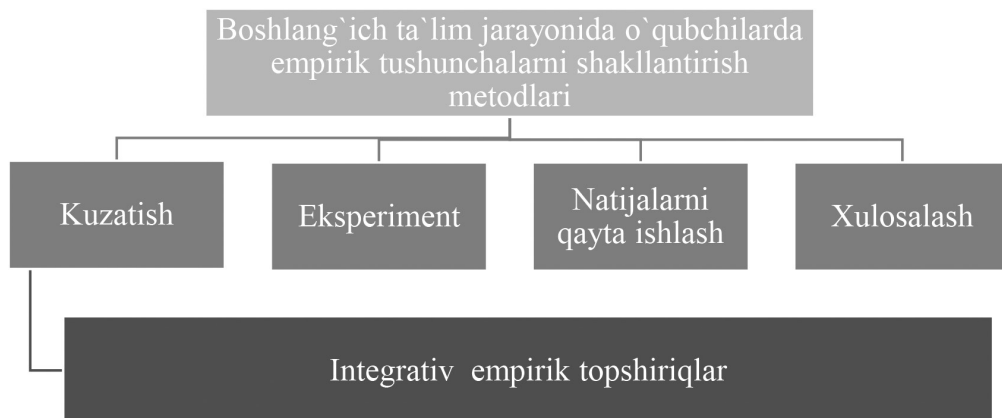 Boshlang`ich ta`lim jarayonida o`qubchilarda
empirik tushunchalarni shakllantirish
metodlari
Kuzatish
Eksperiment
Natijalarni
qayta ishlash
Xulosalash
Integrativ empirik topshiriqlar